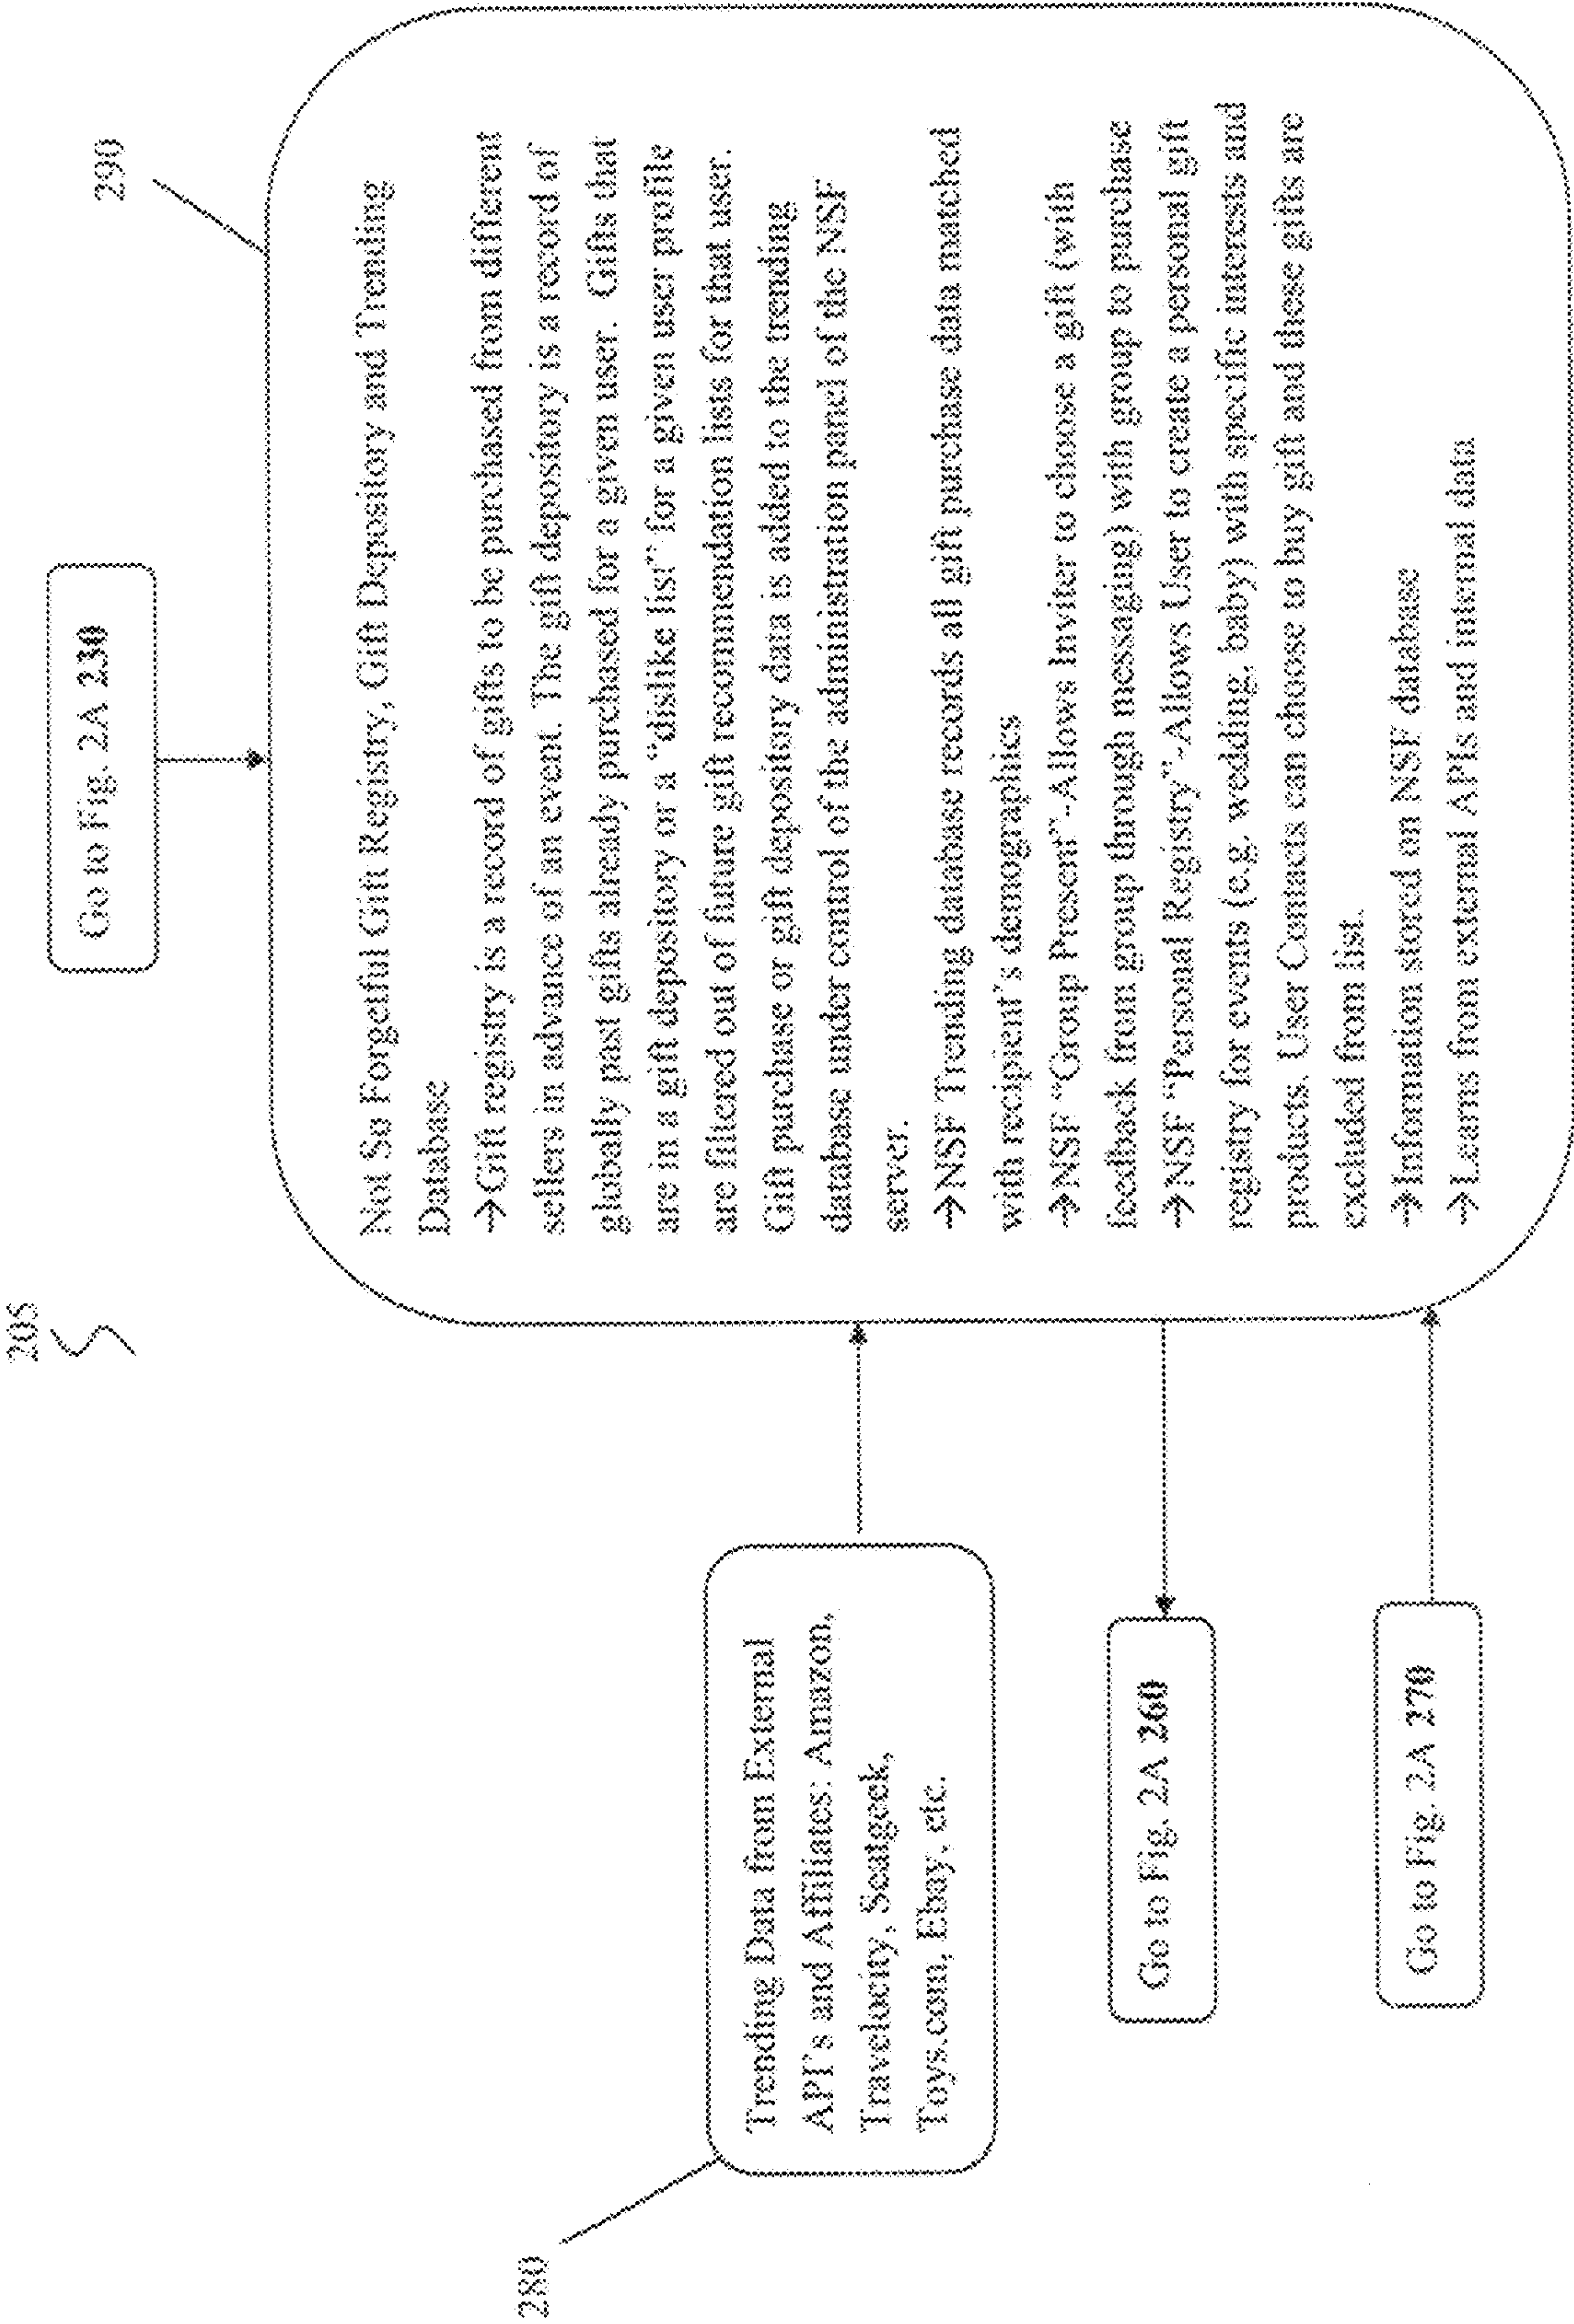 205
Go to Fig. 2A 230
290
Not So Forgetful Gift Registry, Gift Depository and Trending
Database
→Gift registry is a record of gifts to be purchased from different
sellers in advance of an event. The gift depository is a record of
globally past gifts already purchased for a given user. Gifts that
are in a gift depository or a “dislike list” for a given user profile
are filtered out of future gift recommendation lists for that user.
Gift purchase or gift depository data is added to the trending
database under control of the administration panel of the NSF
server.
→NSF Trending database records all gift purchase data matched
with recipient's demographics
→NSF “Group Present”-Allows Inviter to choose a gift (with
feedback from group through messaging) with group to purchase
→NSF “Personal Registry”-Allows User to create a personal gift
registry for events (e.g. wedding, baby) with specific interests and
products. User Contacts can choose to buy gift and these gifts are
excluded from list.
→Information stored on NSF database
→Learns from external APIs and internal data
280
Trending Data from External
API's and Affiliates: Amazon,
Travelocity, Seatgeek,
Toys.com, Ebay, etc.
Go to Fig. 2A 260
Go to Fig. 2A 270